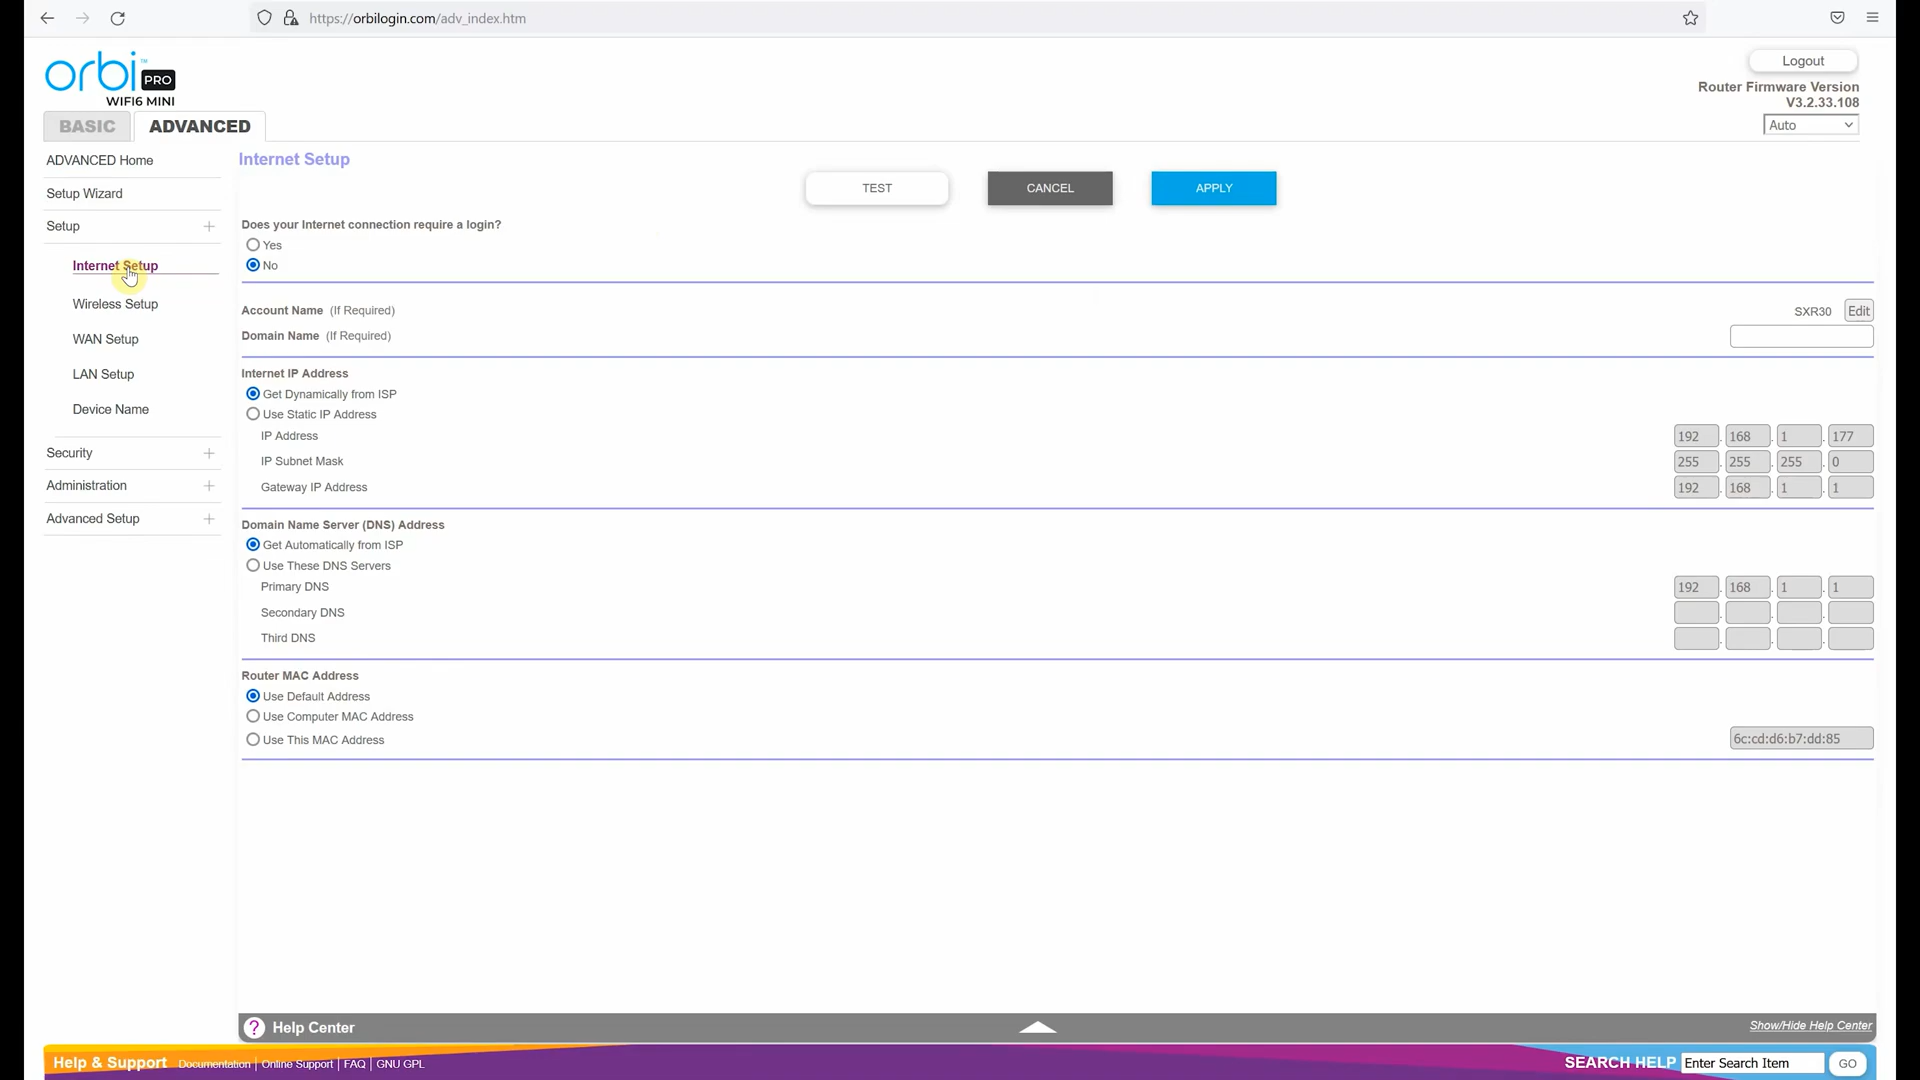 https://orbilogin.com/adv_index.htm
orbi™ PRO
WIFI6 MINI
Logout
Router Firmware Version
V3.2.33.108
Auto
BASIC
ADVANCED
ADVANCED Home
Setup Wizard
Setup
Internet Setup
Wireless Setup
WAN Setup
LAN Setup
Device Name
Security
Administration
Advanced Setup
Internet Setup
TEST
CANCEL
APPLY
Does your Internet connection require a login?
Yes
No
Account Name (If Required) SXR30 Edit
Domain Name (If Required)
Internet IP Address
Get Dynamically from ISP
Use Static IP Address
IP Address 192 . 168 . 1 . 177
IP Subnet Mask 255 . 255 . 255 . 0
Gateway IP Address 192 . 168 . 1 . 1
Domain Name Server (DNS) Address
Get Automatically from ISP
Use These DNS Servers
Primary DNS 192 . 168 . 1 . 1
Secondary DNS . . .
Third DNS . . .
Router MAC Address
Use Default Address
Use Computer MAC Address
Use This MAC Address 6c:cd:d6:b7:dd:85
? Help Center Show/Hide Help Center
Help & Support Documentation | Online Support | FAQ | GNU GPL SEARCH HELP Enter Search Item GO